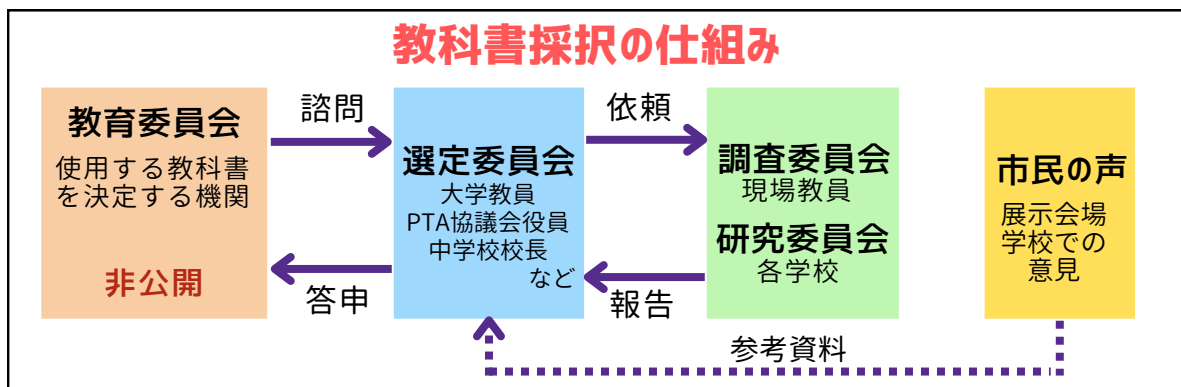 教科書採択の仕組み
教育委員会
使用する教科書
を決定する機関
非公開
諮問
答申
選定委員会
大学教員
PTA協議会役員
中学校校長
など
依頼
報告
調査委員会
現場教員
研究委員会
各学校
市民の声
展示会場
学校での
意見
参考資料